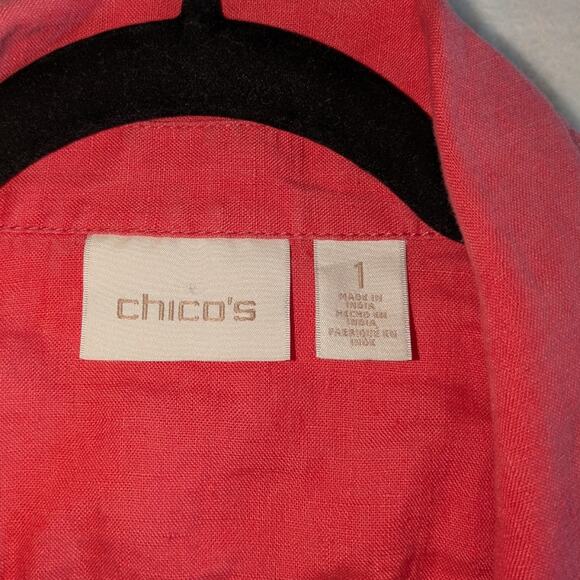 chico's
1
MADE IN
INDIA
HECHO EN
INDIA
FABRIQUE EN
INDE